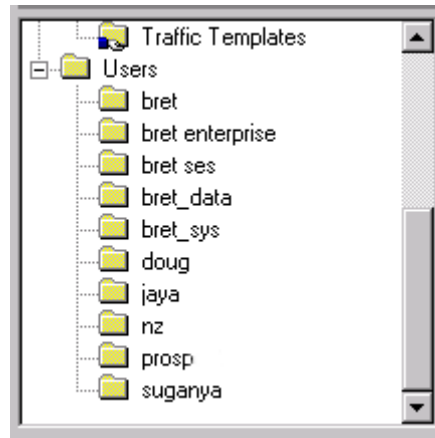 Traffic Templates
Users
bret
bret enterprise
bret ses
bret_data
bret_sys
doug
jaya
nz
prosp
suganya